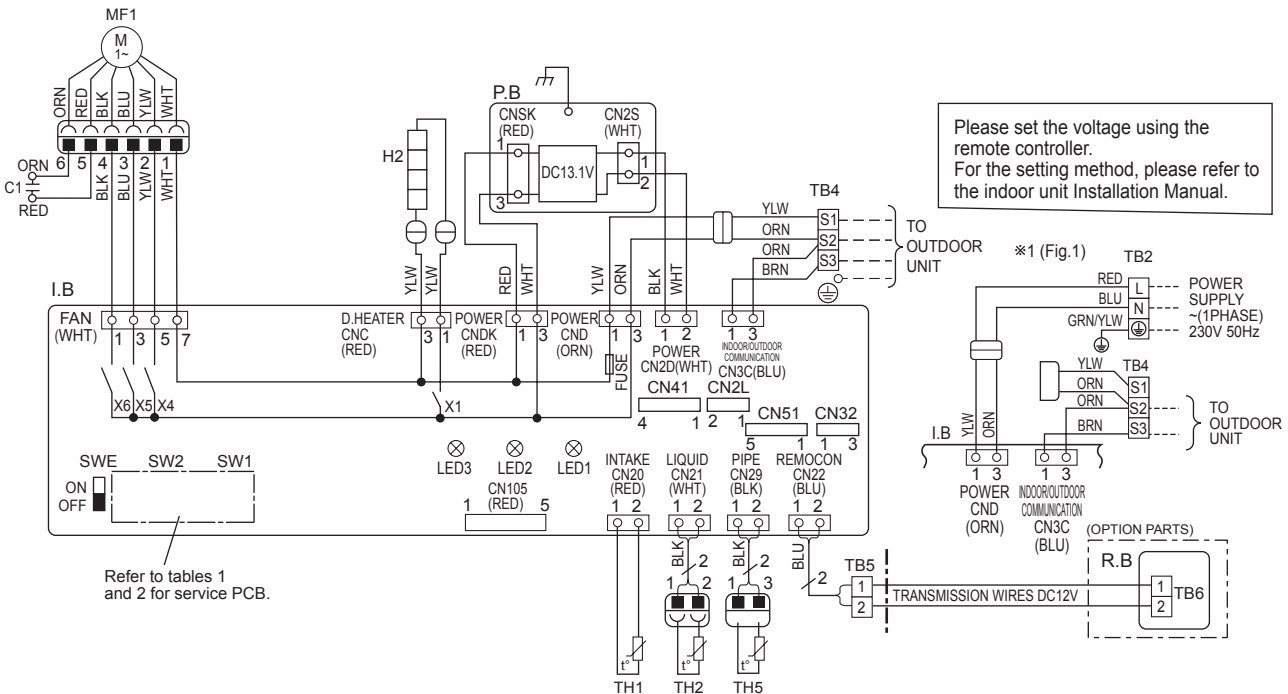 MF1
M
1~
ORN
RED
BLK
BLU
YLW
WHT
6 5 4 3 2 1
ORN
C1
RED
BLK
BLU
YLW
WHT
H2
YLW
YLW
P.B
CNSK
(RED)
CN2S
(WHT)
1
3
DC13.1V
1
2
RED
WHT
YLW
ORN
BLK
WHT
YLW
ORN
ORN
BRN
TB4
S1
S2
S3
TO
OUTDOOR
UNIT
Please set the voltage using the
remote controller.
For the setting method, please refer to
the indoor unit Installation Manual.
I.B
FAN
(WHT)
1 3 5 7
D.HEATER
CNC
(RED)
3 1
POWER
CNDK
(RED)
1 3
POWER
CND
(ORN)
1 3
FUSE
1 2
POWER
CN2D(WHT)
1 3
INDOOR/OUTDOOR
COMMUNICATION
CN3C(BLU)
X6 X5 X4
X1
CN41
4 1
CN2L
2 1
CN51
5 1
CN32
1 3
LED3
LED2
LED1
SWE
ON
OFF
SW2
SW1
CN105
(RED)
1 5
INTAKE
CN20
(RED)
1 2
LIQUID
CN21
(WHT)
1 2
PIPE
CN29
(BLK)
1 2
REMOCON
CN22
(BLU)
1 2
Refer to tables 1
and 2 for service PCB.
BLK
2
1 2
BLK
2
1 3
BLU
2
t°
TH1
t°
TH2
t°
TH5
TB5
1
2
TRANSMISSION WIRES DC12V
(OPTION PARTS)
R.B
1
2
TB6
※1 (Fig.1)
TB2
RED
BLU
GRN/YLW
L
N
POWER
SUPPLY
~(1PHASE)
230V 50Hz
YLW
ORN
ORN
BRN
TB4
S1
S2
S3
TO
OUTDOOR
UNIT
I.B
YLW
ORN
1 3
POWER
CND
(ORN)
1 3
INDOOR/OUTDOOR
COMMUNICATION
CN3C
(BLU)